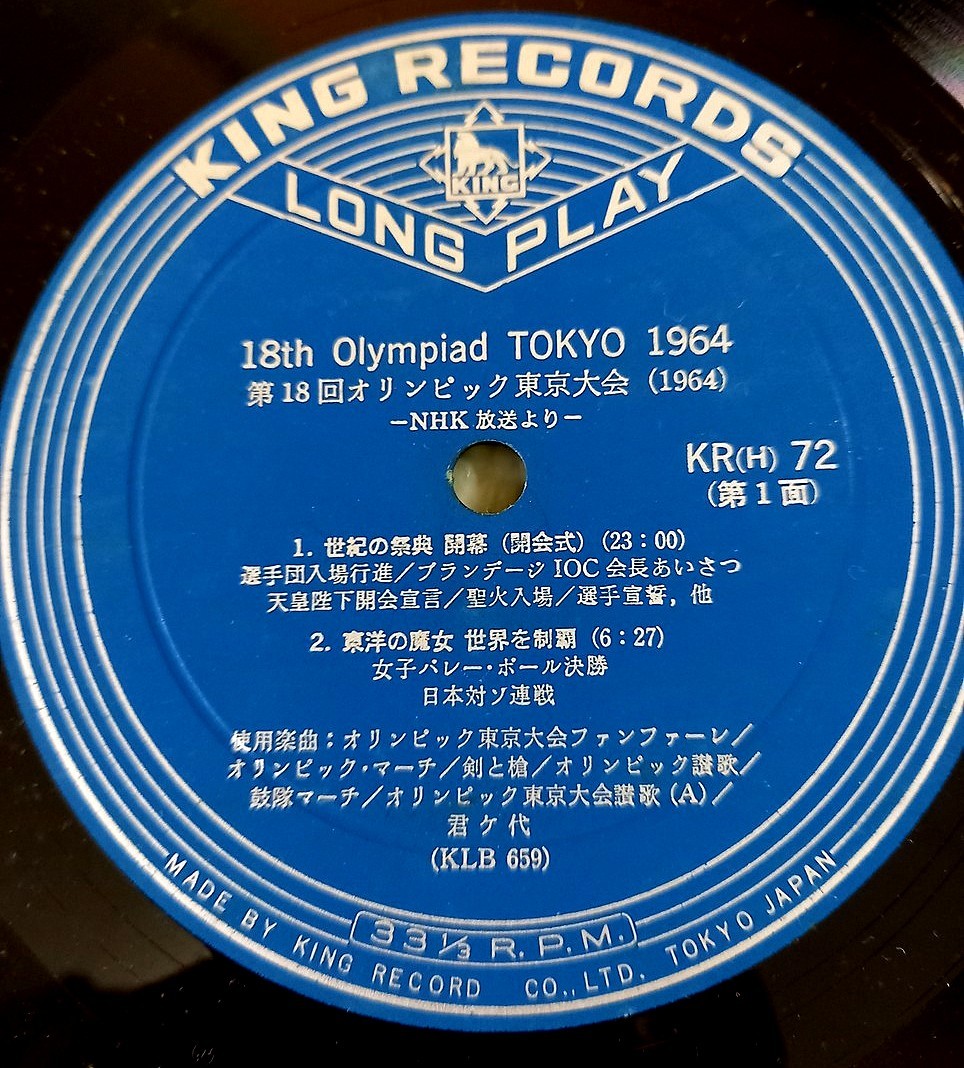 KING RECORDS
KING
LONG PLAY
18th Olympiad TOKYO 1964
第18回オリンピック東京大会 (1964)
−NHK 放送より−
KR(H) 72
(第1面)
1. 世紀の祭典 開幕 (開会式) (23：00)
選手団入場行進／ブランデージ IOC 会長あいさつ
天皇陛下開会宣言／聖火入場／選手宣誓，他
2. 東洋の魔女 世界を制覇 (6：27)
女子バレー・ボール決勝
日本対ソ連戦
使用楽曲：オリンピック東京大会ファンファーレ／
オリンピック・マーチ／剣と槍／オリンピック讃歌／
鼓隊マーチ／オリンピック東京大会讃歌 (A) ／
君ケ代
(KLB 659)
33⅓ R.P.M.
MADE BY KING RECORD CO., LTD. TOKYO JAPAN